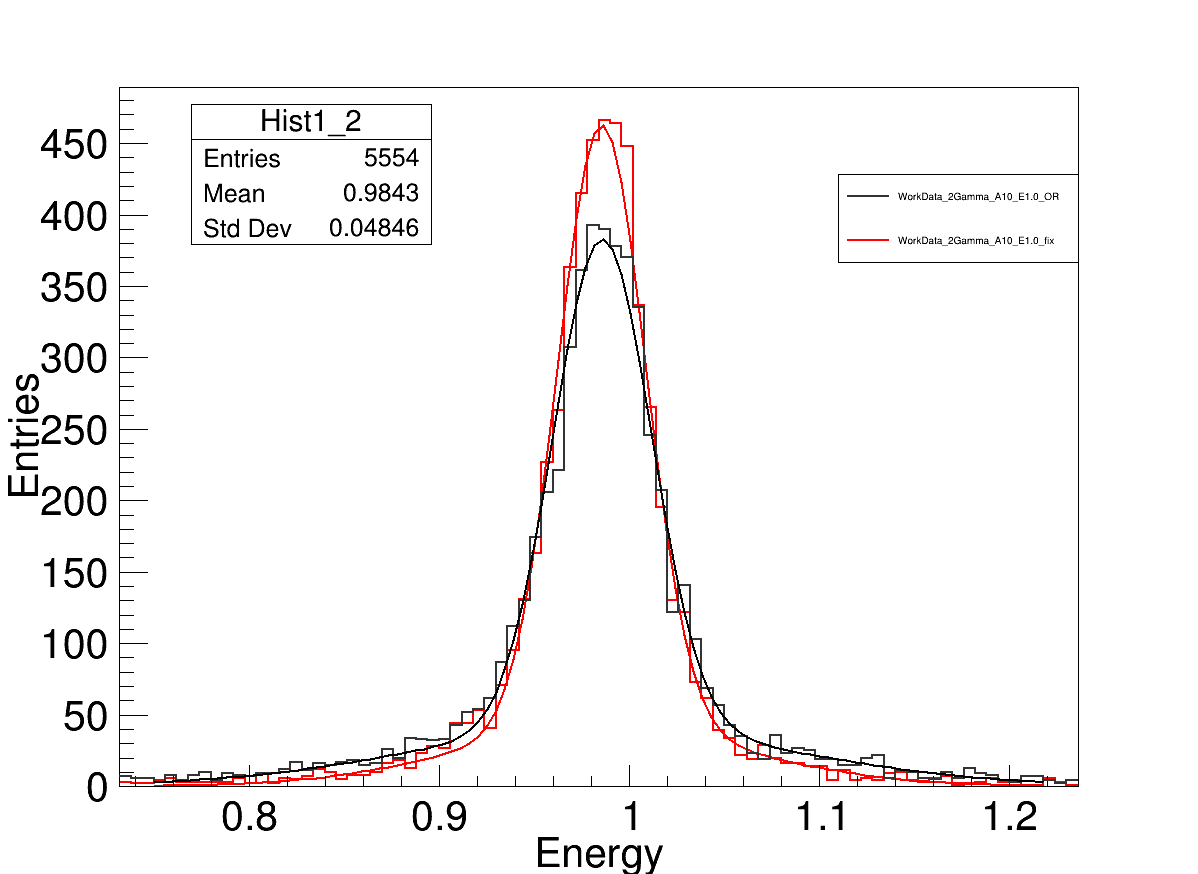 Hist1_2
Entries 5554
Mean 0.9843
Std Dev 0.04846
WorkData_2Gamma_A10_E1.0_OR
WorkData_2Gamma_A10_E1.0_fix
450
400
350
300
250
200
150
100
50
0
Entries
0.8 0.9 1 1.1 1.2
Energy